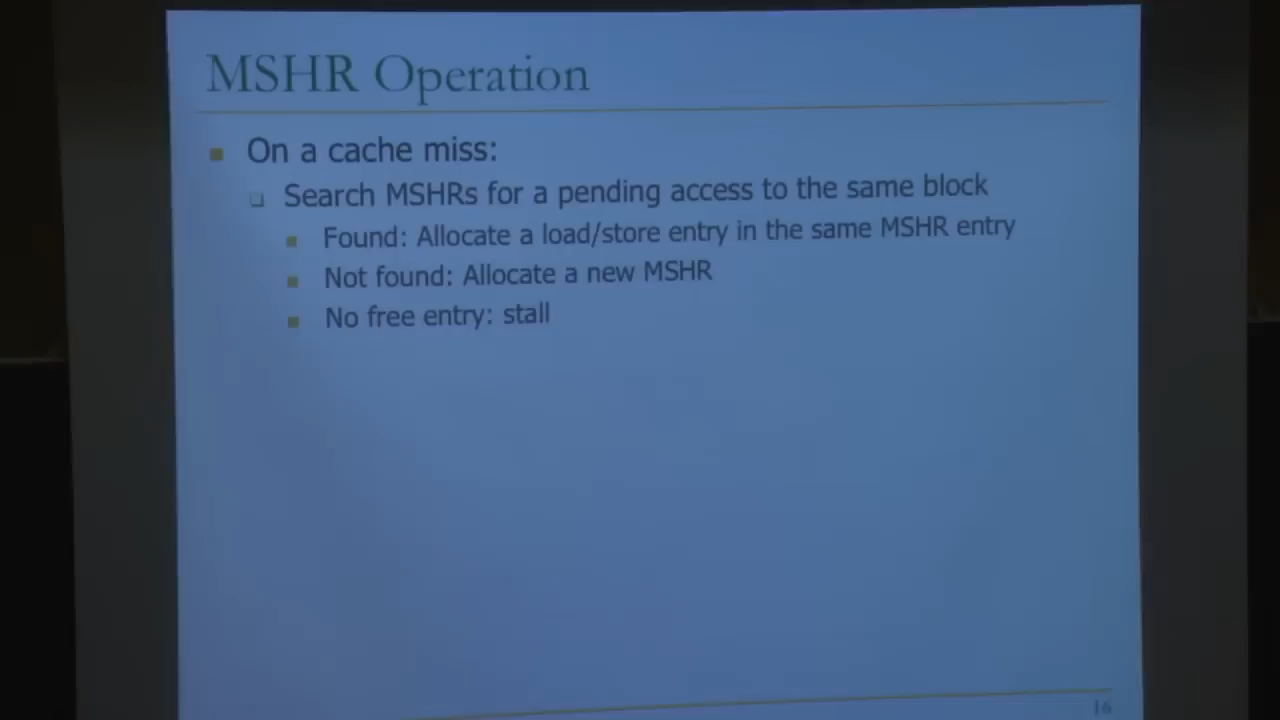 MSHR Operation
On a cache miss:
Search MSHRs for a pending access to the same block
Found: Allocate a load/store entry in the same MSHR entry
Not found: Allocate a new MSHR
No free entry: stall
16